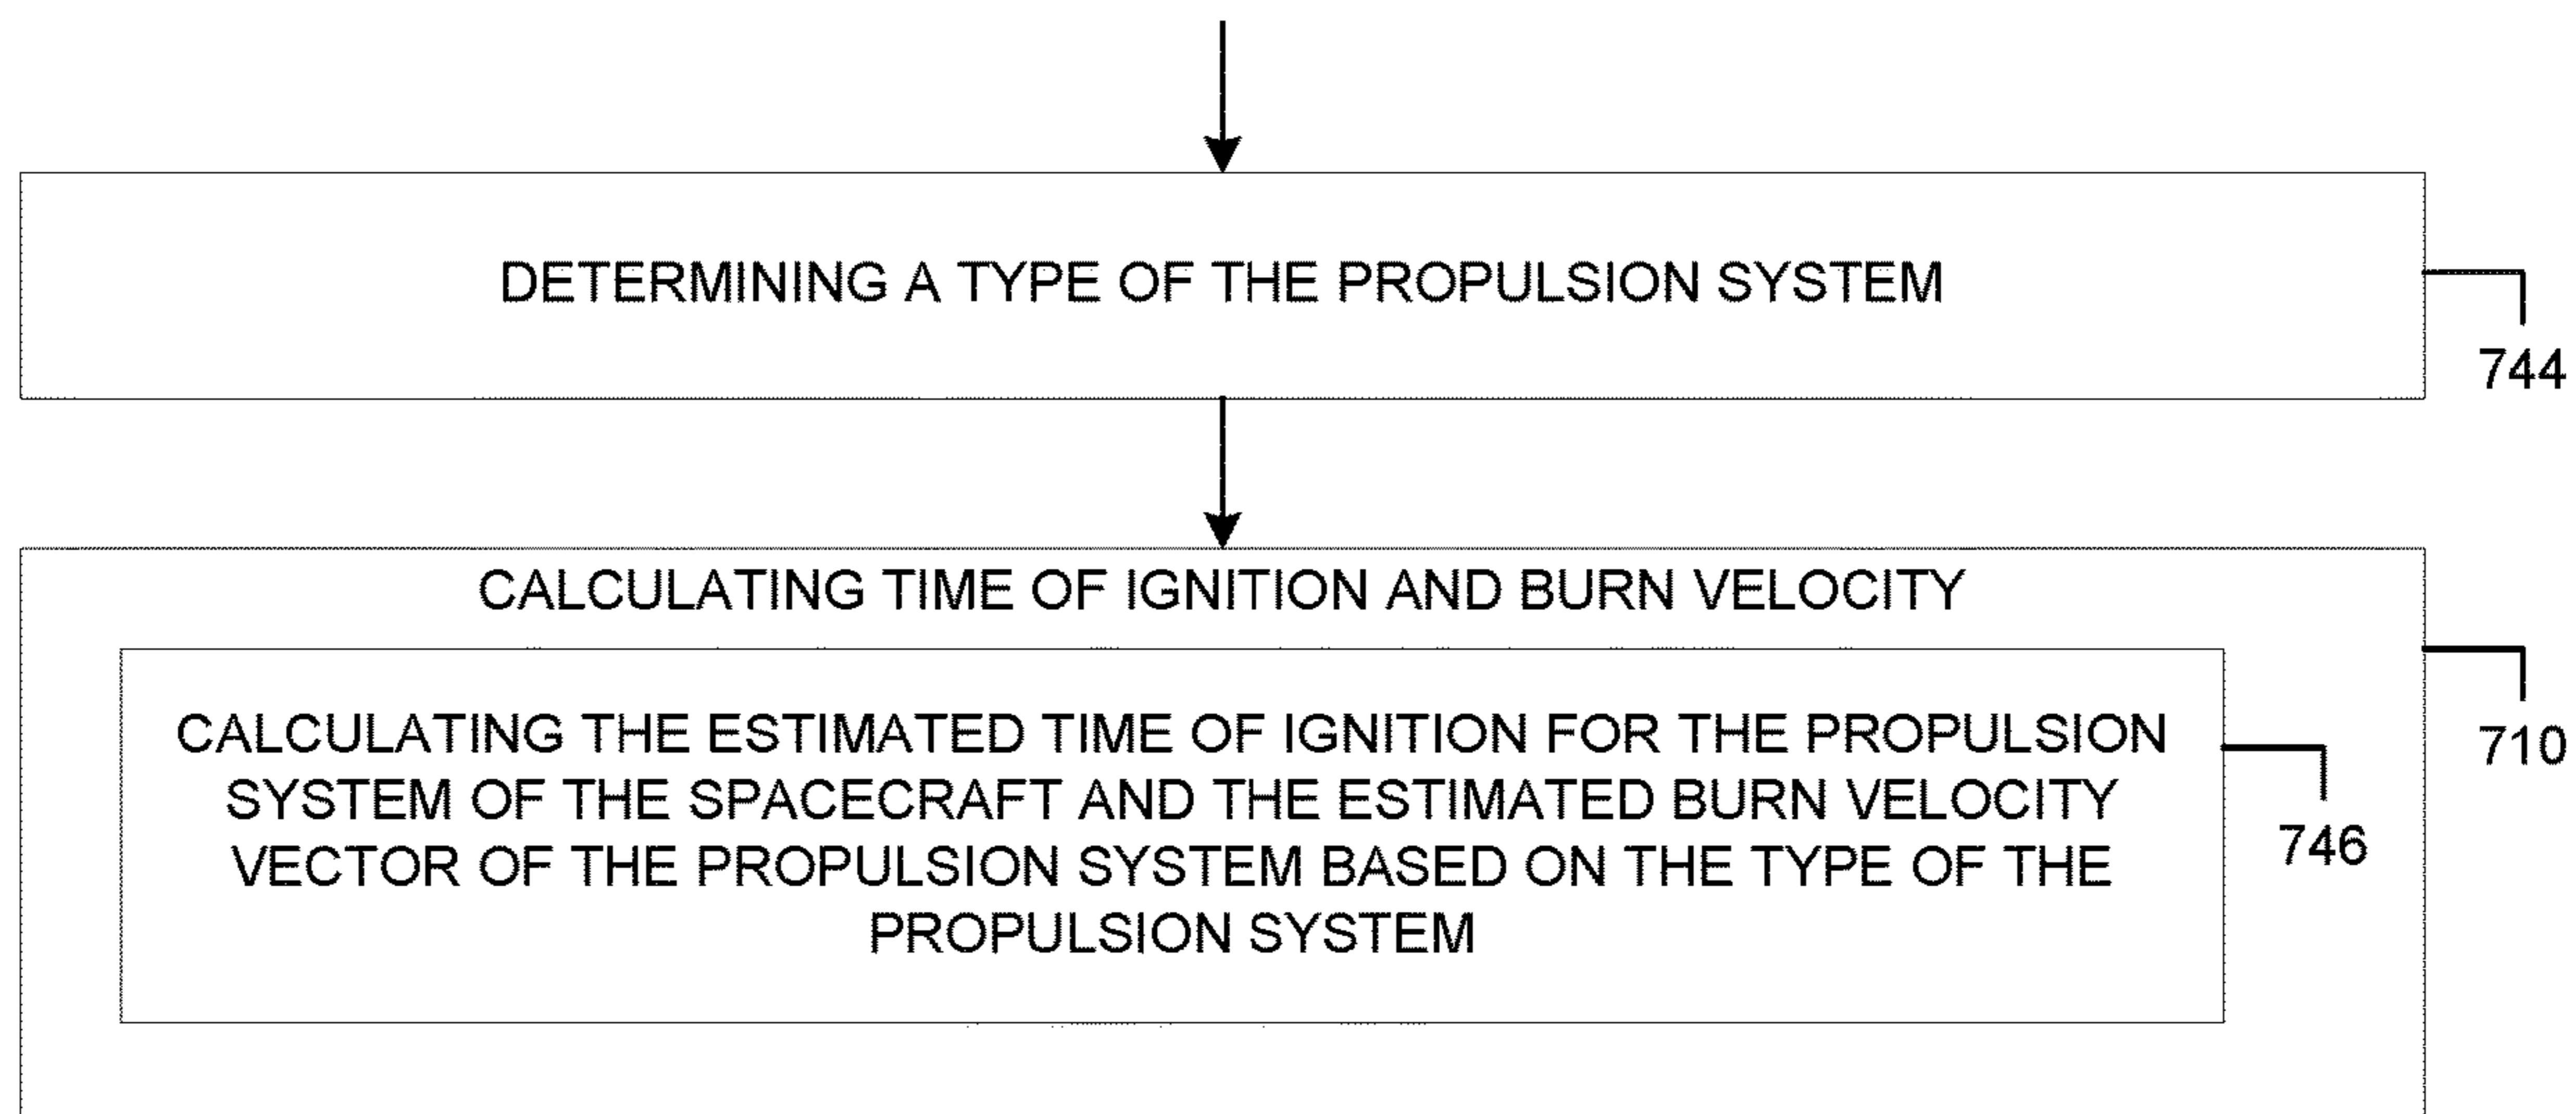 DETERMINING A TYPE OF THE PROPULSION SYSTEM
744
CALCULATING TIME OF IGNITION AND BURN VELOCITY
710
CALCULATING THE ESTIMATED TIME OF IGNITION FOR THE PROPULSION
SYSTEM OF THE SPACECRAFT AND THE ESTIMATED BURN VELOCITY
VECTOR OF THE PROPULSION SYSTEM BASED ON THE TYPE OF THE
PROPULSION SYSTEM
746